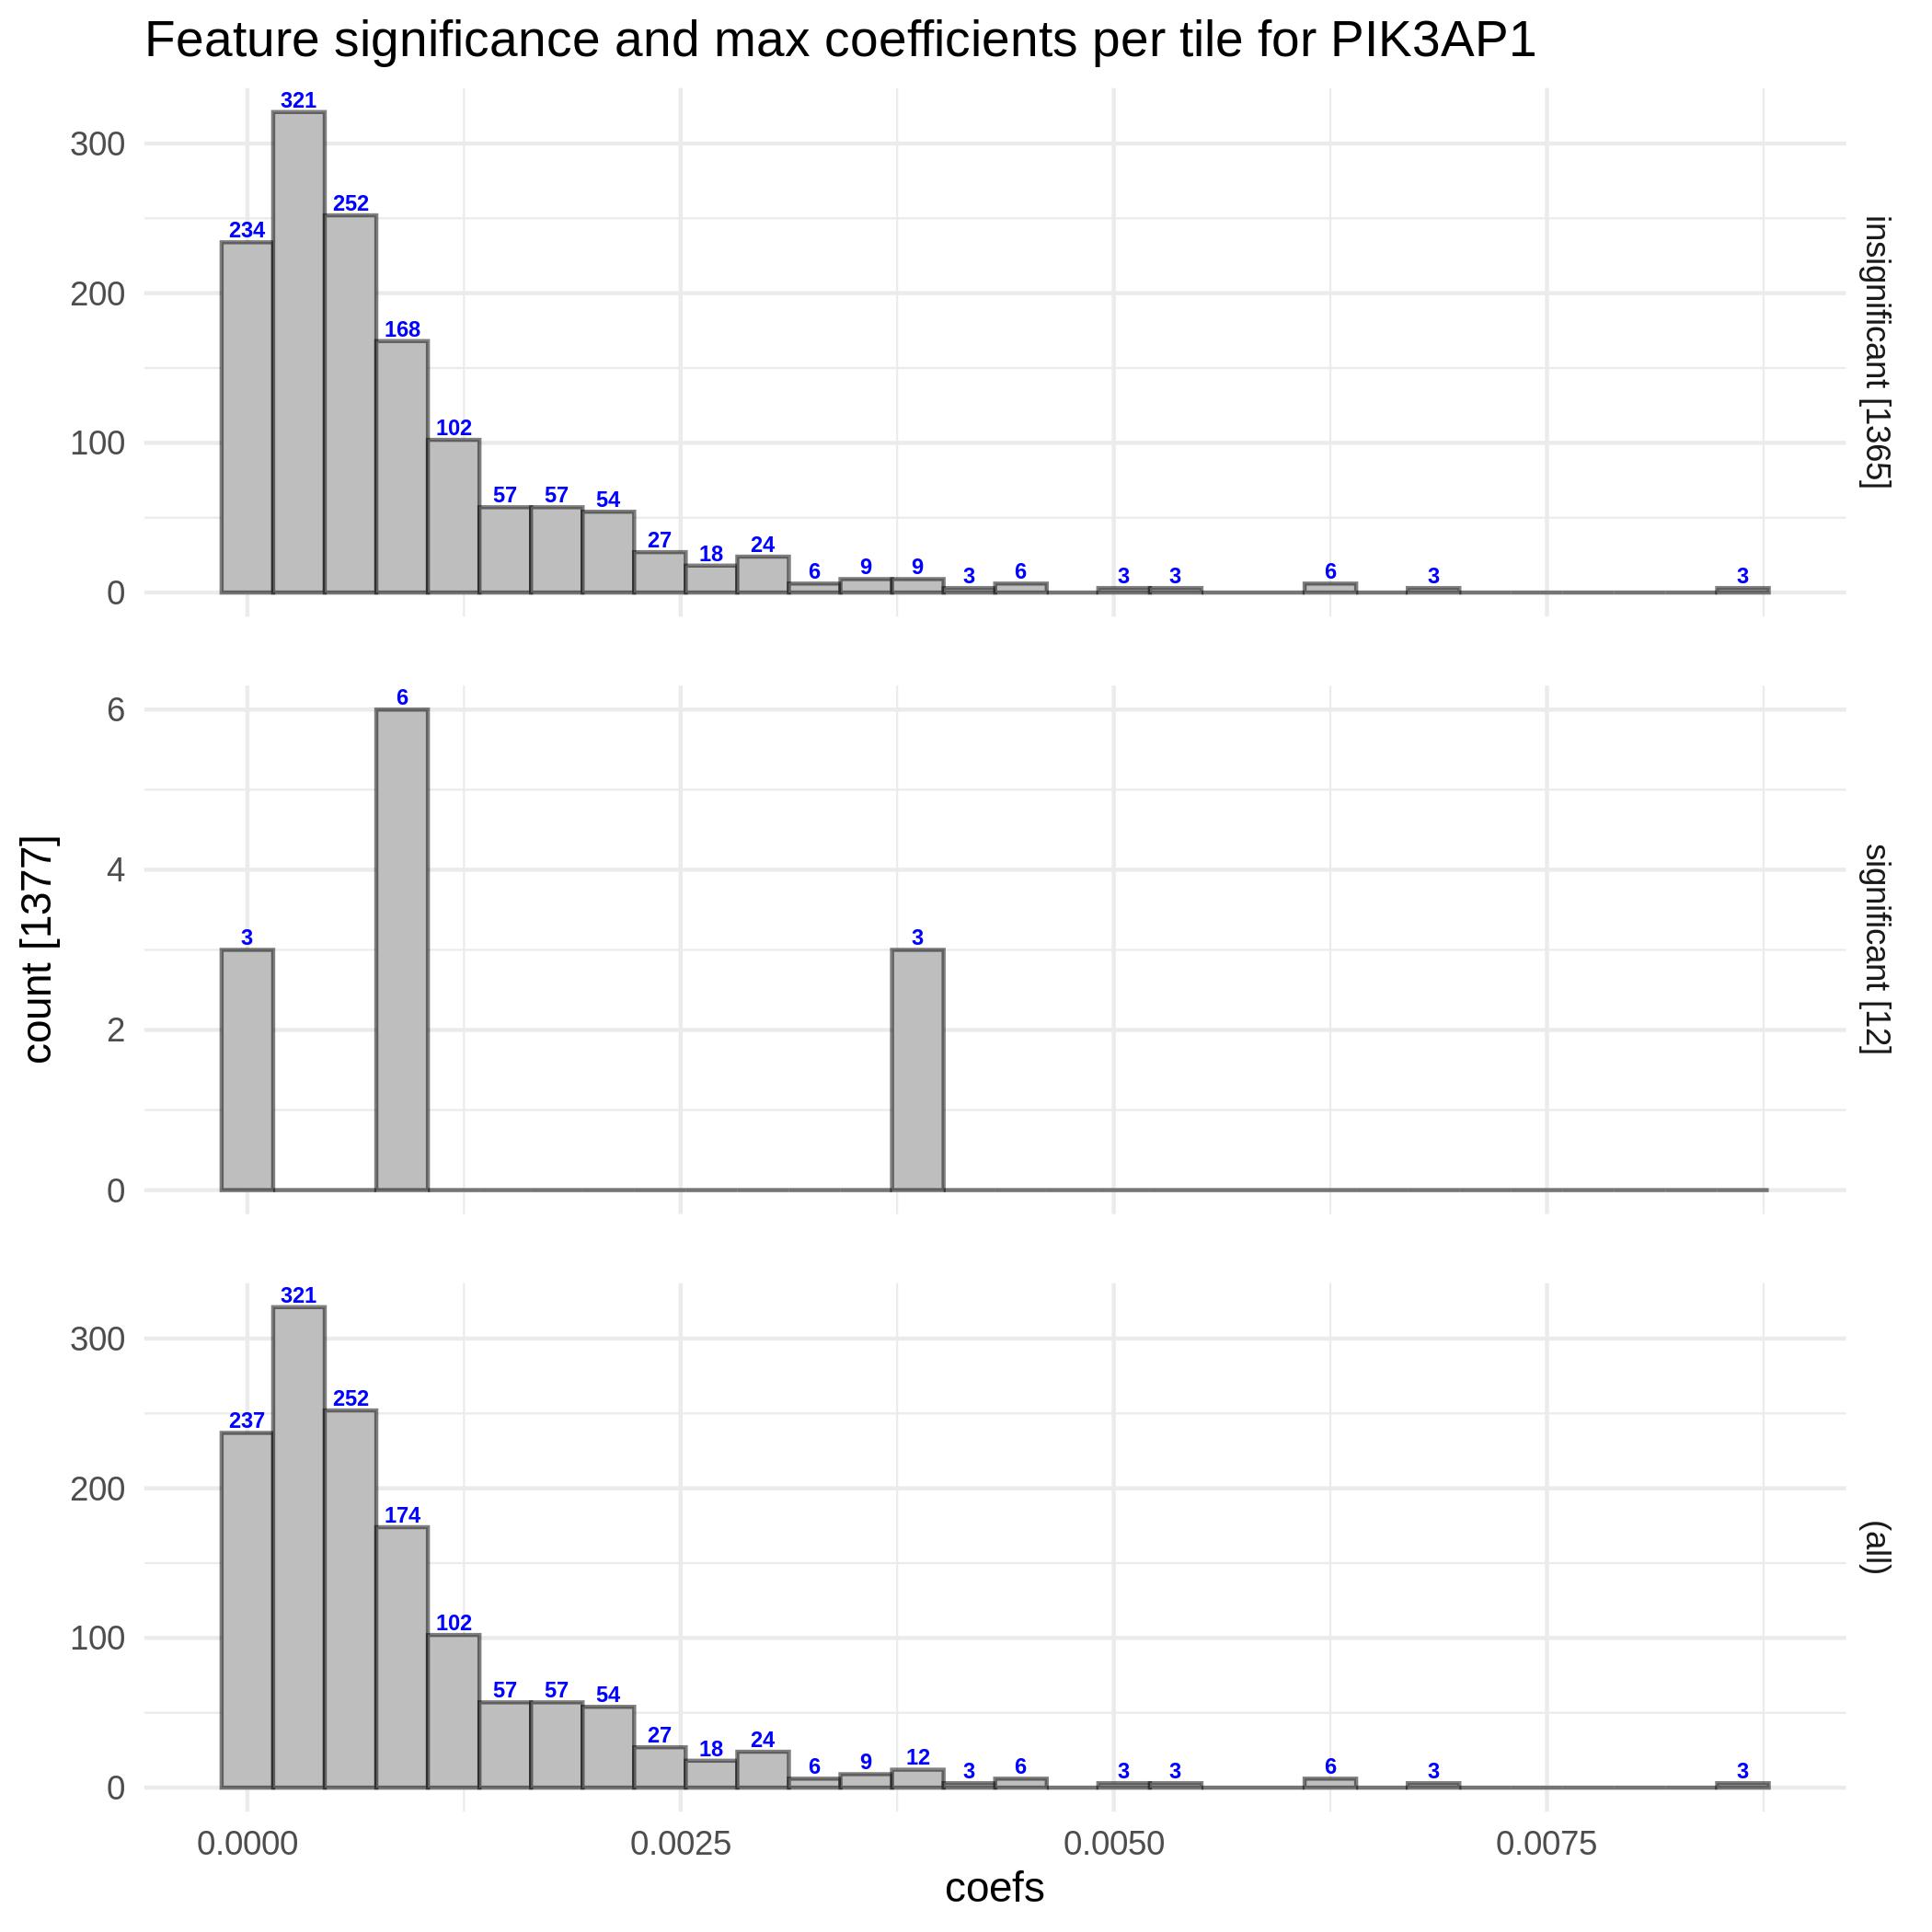 Feature significance and max coefficients per tile for PIK3AP1
321
300
252
234
200
168
102
100
57 57 54
27 18 24 6 9 9 3 6 3 3 6 3 3
0
insignificant [1365]
count [1377]
6
6
4
3 3
2
0
significant [12]
321
300
252
237
200
174
102
100
57 57 54
27 18 24 6 9 12 3 6 3 3 6 3 3
0
(all)
0.0000 0.0025 0.0050 0.0075
coefs